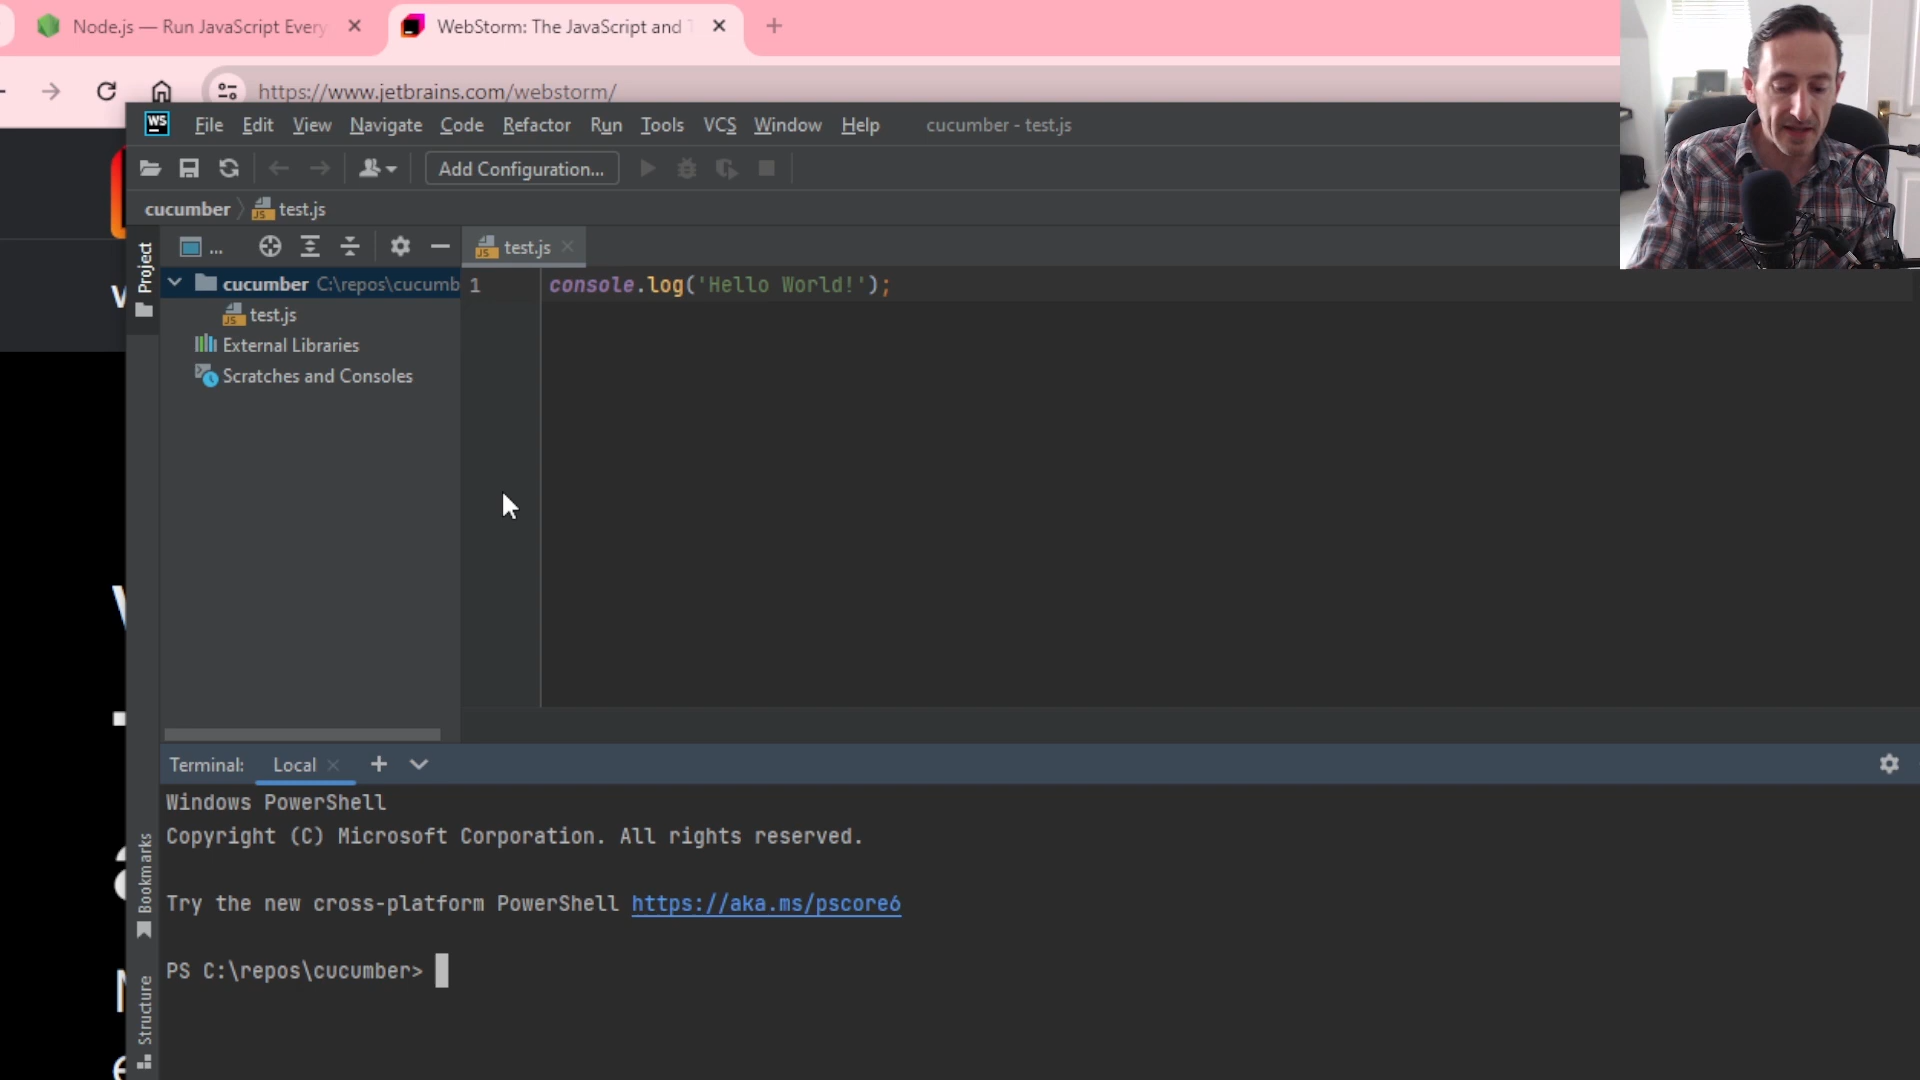 Node.js — Run JavaScript Every
WebStorm: The JavaScript and T
https://www.jetbrains.com/webstorm/
WS File Edit View Navigate Code Refactor Run Tools VCS Window Help cucumber - test.js
Add Configuration...
cucumber test.js
Project
...
test.js
cucumber C:\repos\cucumb
test.js
External Libraries
Scratches and Consoles
1 console.log('Hello World!');
Terminal: Local
Windows PowerShell
Copyright (C) Microsoft Corporation. All rights reserved.
Try the new cross-platform PowerShell https://aka.ms/pscore6
PS C:\repos\cucumber>
Bookmarks
Structure